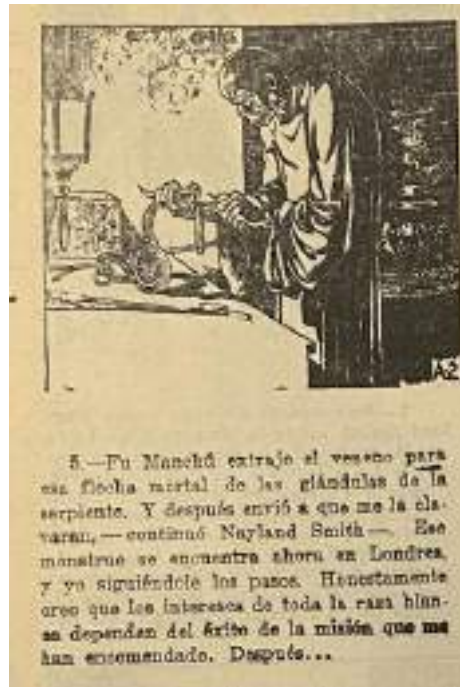 A2
5.—Fu Manchú extrajo el veneno para
esa flecha mortal de las glándulas de la
serpiente. Y después envió a que me la cla-
varan, — continuó Nayland Smith —. Ese
monstruo se encuentra ahora en Londres,
y yo siguiéndole los pasos. Honestamente
creo que los intereses de toda la raza blan-
ca dependen del éxito de la misión que me
han encomendado. Después...